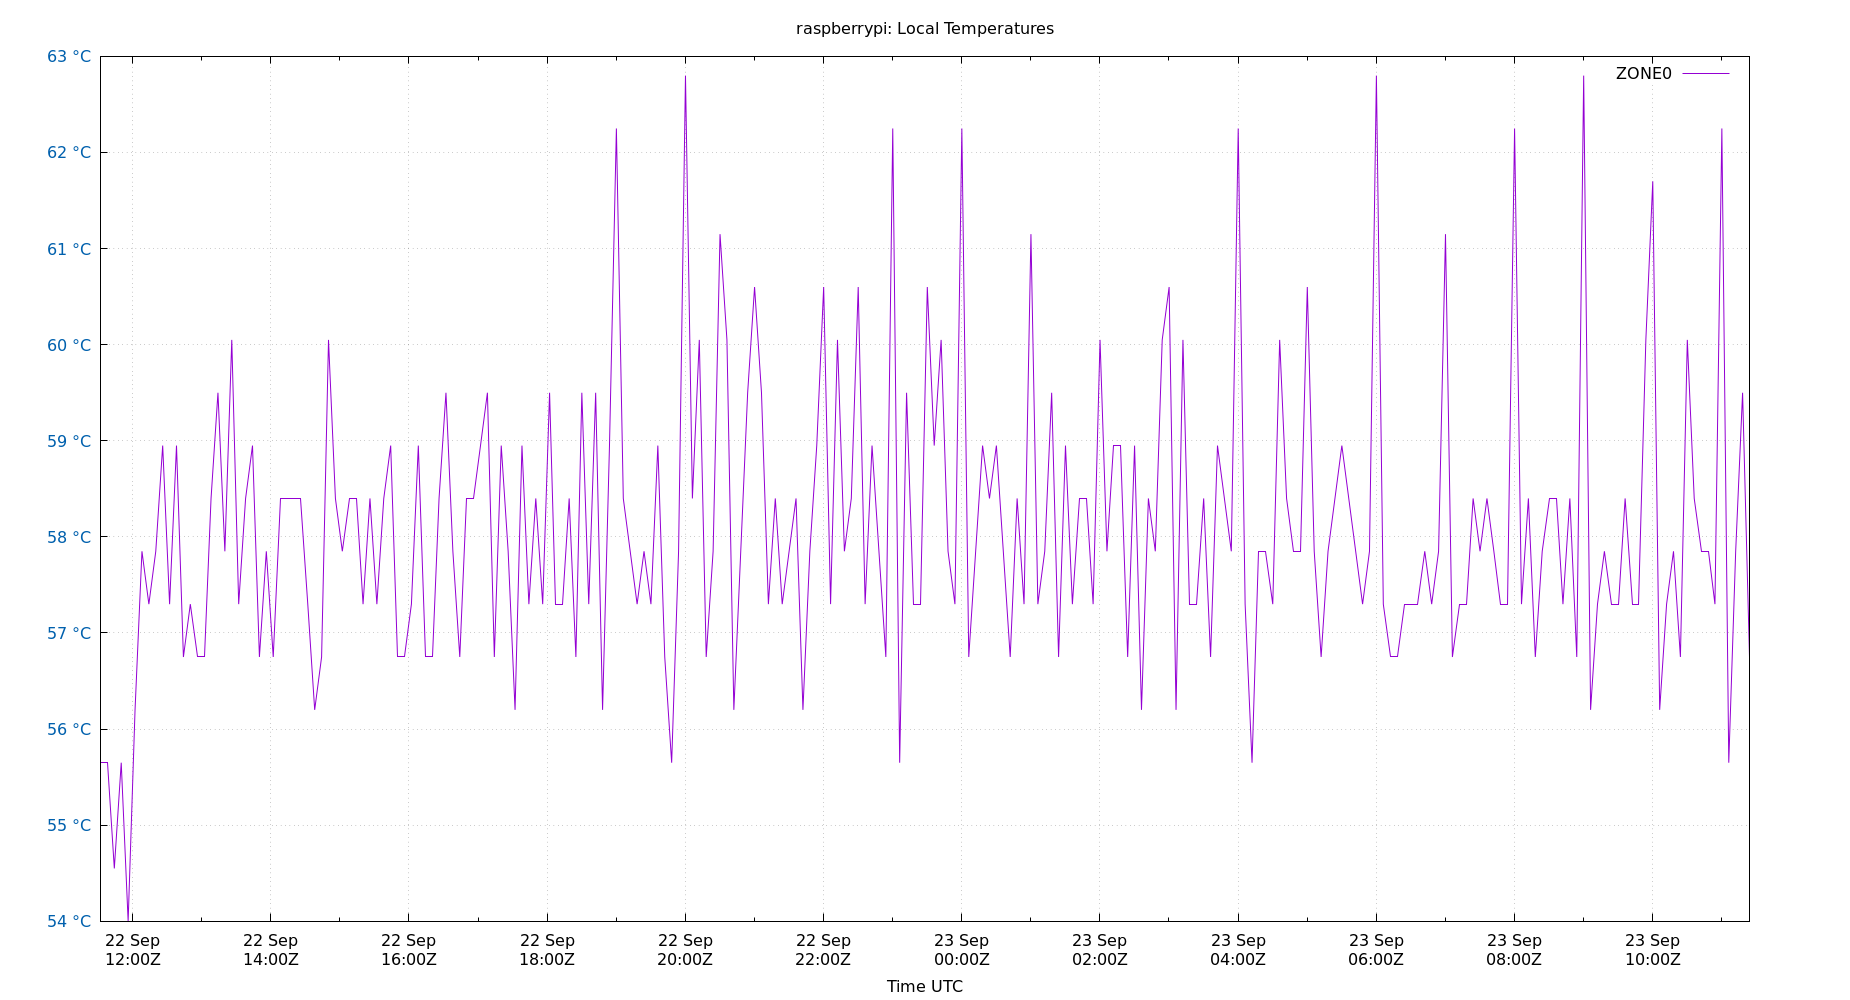 raspberrypi: Local Temperatures
63 °C
ZONE0
62 °C
61 °C
60 °C
59 °C
58 °C
57 °C
56 °C
55 °C
54 °C
22 Sep 22 Sep 22 Sep 22 Sep 22 Sep 22 Sep 23 Sep 23 Sep 23 Sep 23 Sep 23 Sep 23 Sep
12:00Z 14:00Z 16:00Z 18:00Z 20:00Z 22:00Z 00:00Z 02:00Z 04:00Z 06:00Z 08:00Z 10:00Z
Time UTC